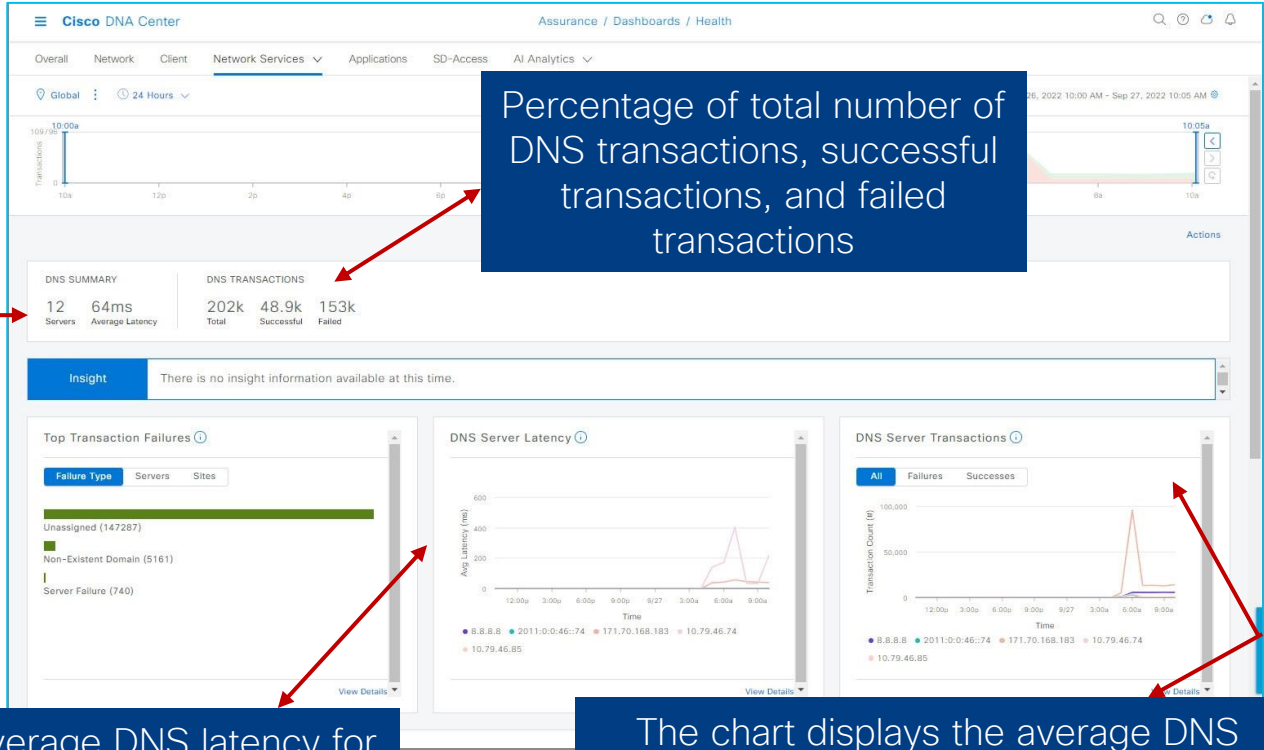 Cisco DNA Center
Assurance / Dashboards / Health
Overall Network Client Network Services Applications SD-Access AI Analytics
Global 24 Hours
26, 2022 10:00 AM - Sep 27, 2022 10:05 AM
Percentage of total number of
DNS transactions, successful
transactions, and failed
transactions
10:00a
10:05a
109796
Transactions
0
10a 12p 2p 4p 6p 8a 10a
Actions
DNS SUMMARY
12 64ms
Servers Average Latency
DNS TRANSACTIONS
202k 48.9k 153k
Total Successful Failed
Insight There is no insight information available at this time.
Top Transaction Failures
Failure Type Servers Sites
Unassigned (147287)
Non-Existent Domain (5161)
Server Failure (740)
View Details
DNS Server Latency
Avg Latency (ms)
600
400
200
0
12:00p 3:00p 6:00p 9:00p 9/27 3:00a 6:00a 9:00a
Time
8.8.8.8 2011:0:0:46::74 171.70.168.183 10.79.46.74
10.79.46.85
View Details
DNS Server Transactions
All Failures Successes
Transaction Count (#)
100,000
50,000
0
12:00p 3:00p 6:00p 9:00p 9/27 3:00a 6:00a 9:00a
Time
8.8.8.8 2011:0:0:46::74 171.70.168.183 10.79.46.74
10.79.46.85
View Details
verage DNS latency for
The chart displays the average DNS